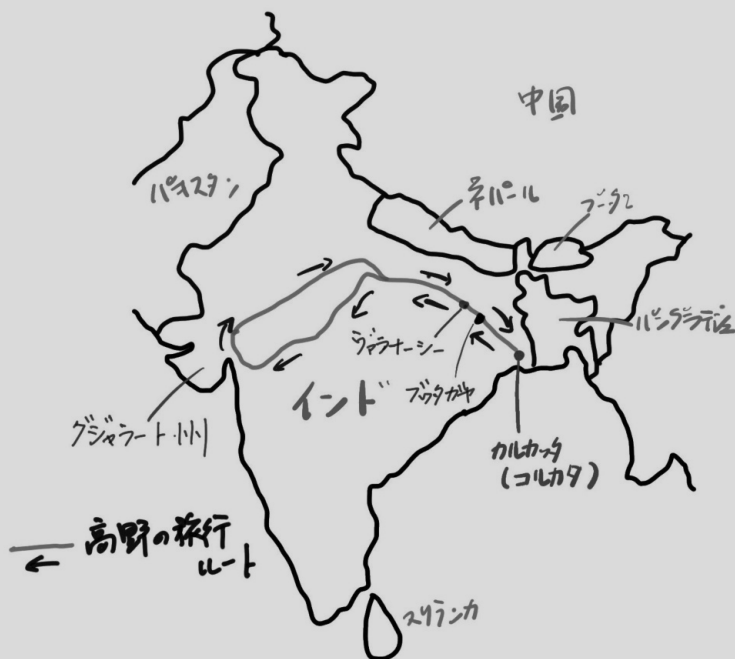 中国
パキスタン
ネパール
ブータン
バングラデシュ
ヴァラナーシー
ブッダガヤ
インド
グジャラート州
カルカッタ
(コルカタ)
高野の旅行
ルート
スリランカ